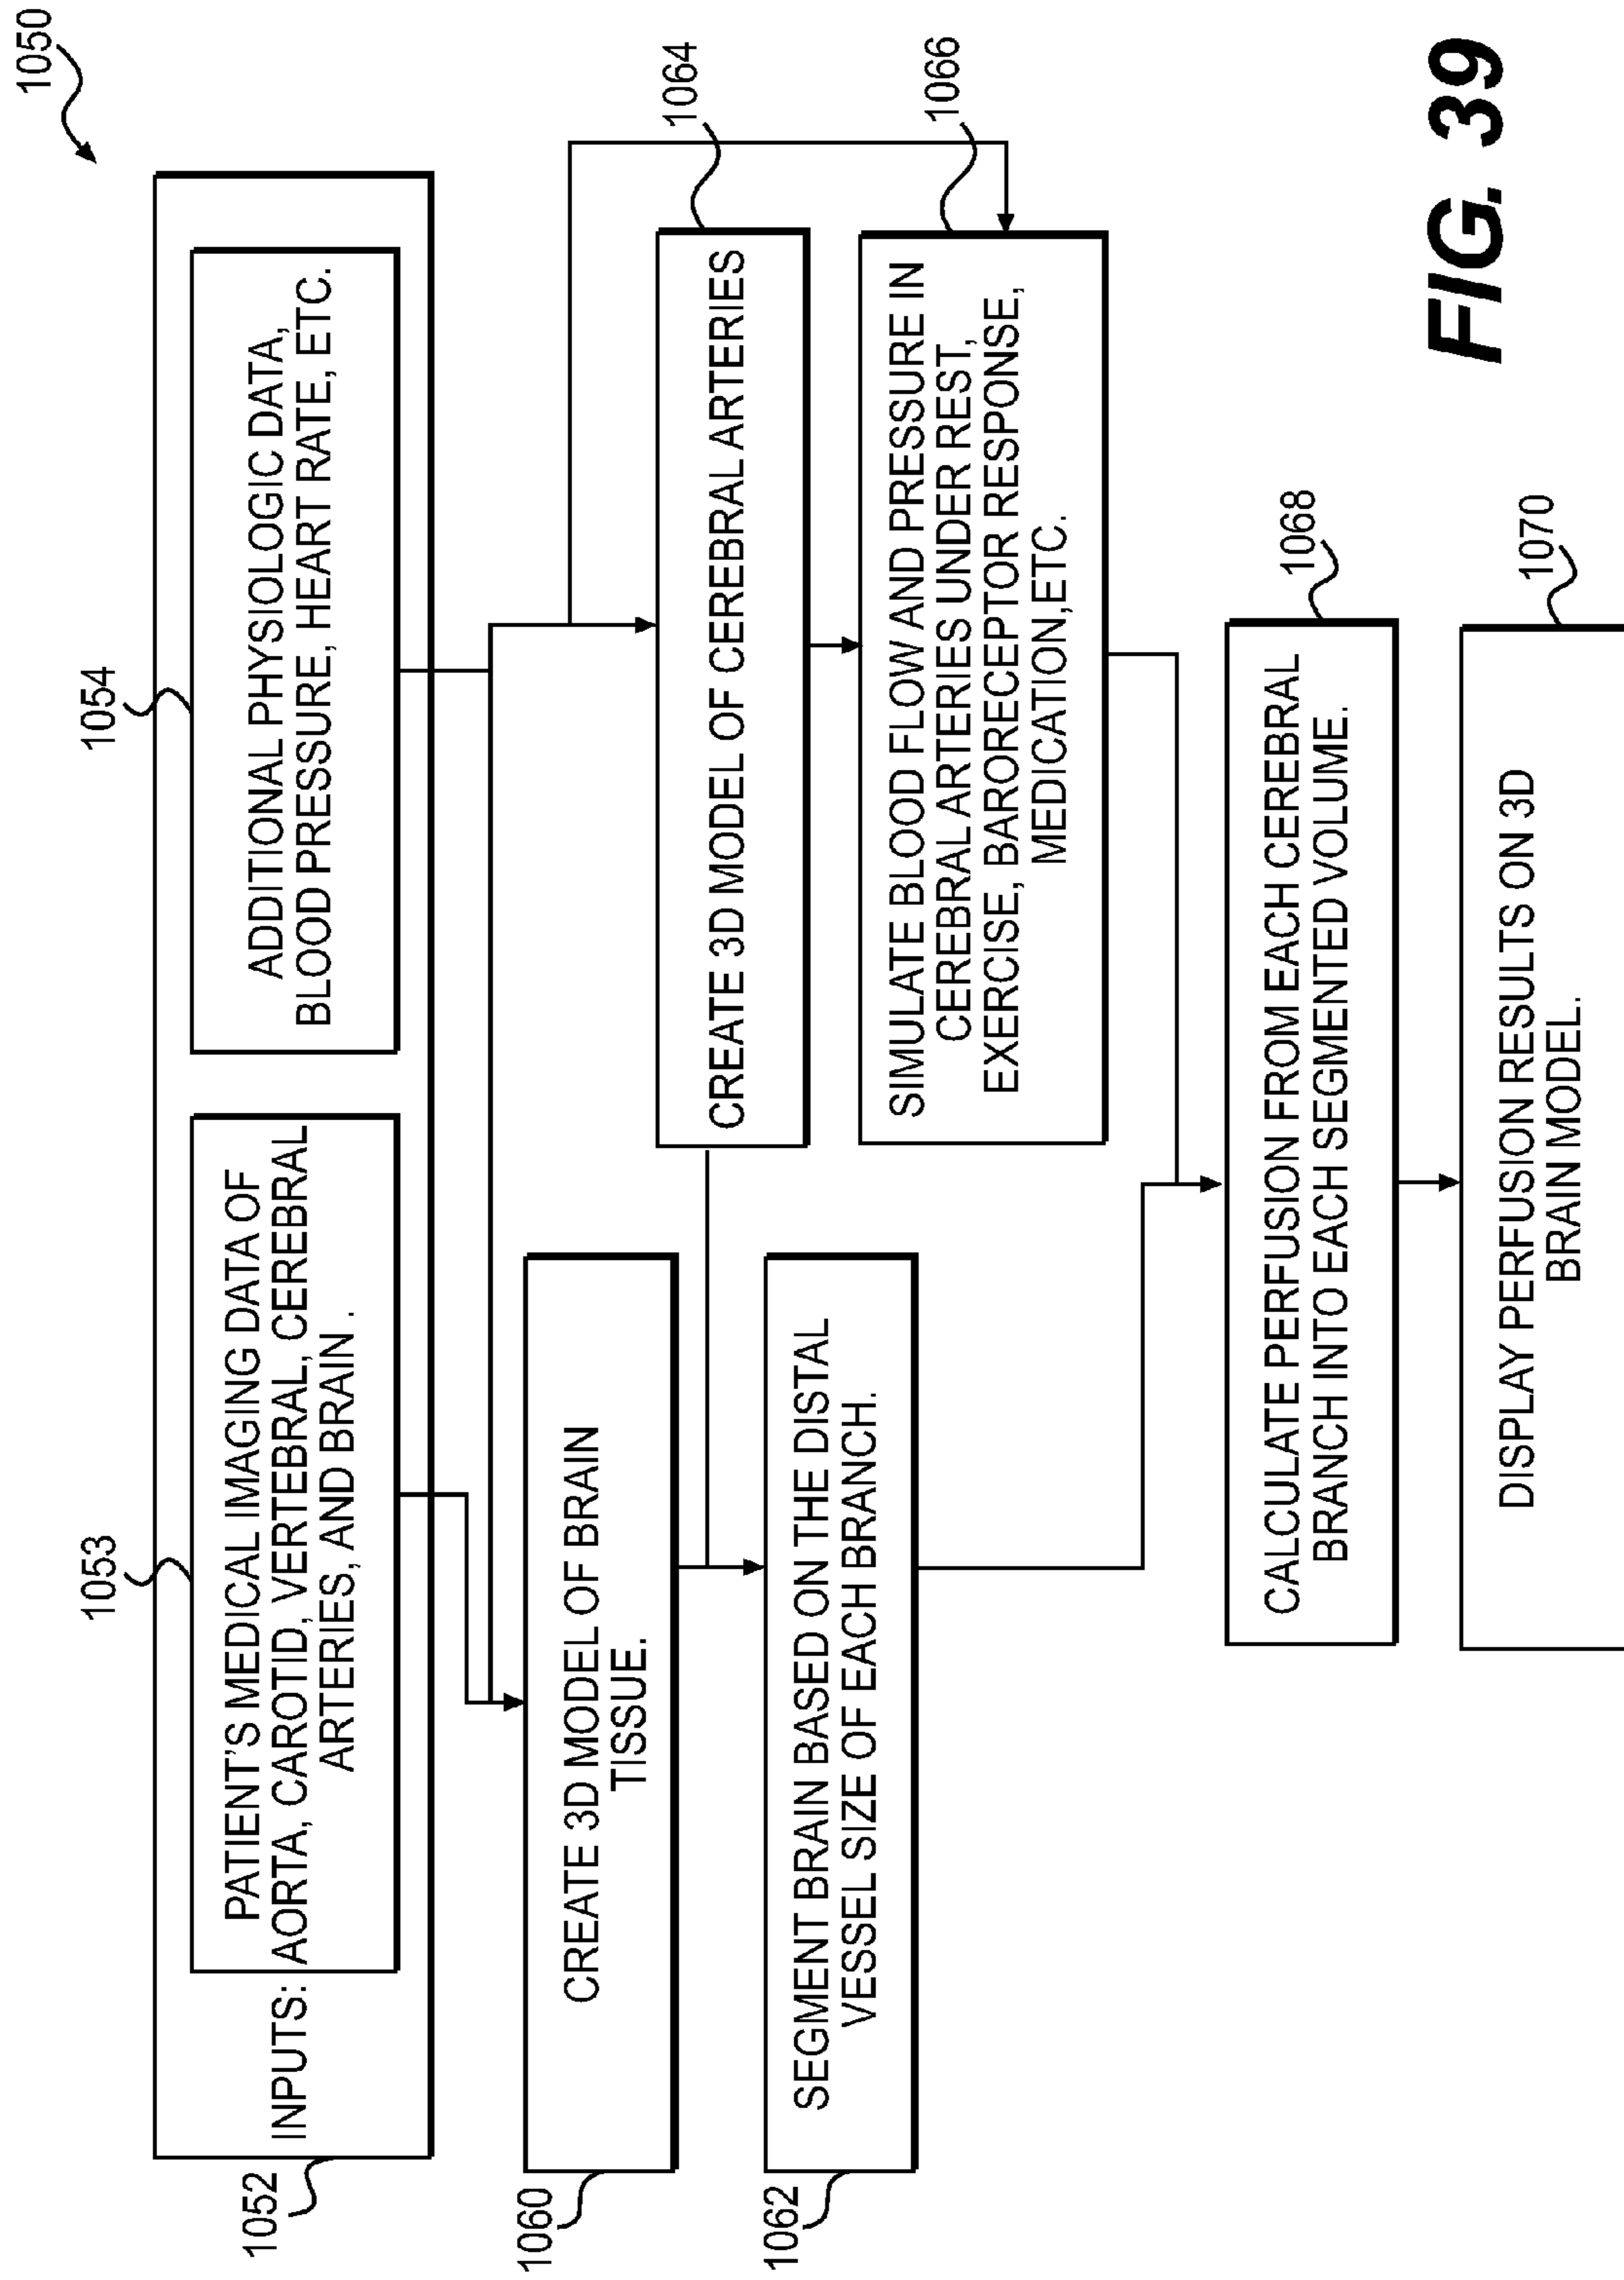 1050
1053
1054
1052
INPUTS:
PATIENT'S MEDICAL IMAGING DATA OF
AORTA, CAROTID, VERTEBRAL, CEREBRAL
ARTERIES, AND BRAIN.
ADDITIONAL PHYSIOLOGIC DATA,
BLOOD PRESSURE, HEART RATE, ETC.
1060
CREATE 3D MODEL OF BRAIN
TISSUE.
1064
CREATE 3D MODEL OF CEREBRAL ARTERIES
1062
SEGMENT BRAIN BASED ON THE DISTAL
VESSEL SIZE OF EACH BRANCH.
1066
SIMULATE BLOOD FLOW AND PRESSURE IN
CEREBRAL ARTERIES UNDER REST,
EXERCISE, BARORECEPTOR RESPONSE,
MEDICATION,ETC.
1068
CALCULATE PERFUSION FROM EACH CEREBRAL
BRANCH INTO EACH SEGMENTED VOLUME.
1070
DISPLAY PERFUSION RESULTS ON 3D
BRAIN MODEL.
FIG. 39